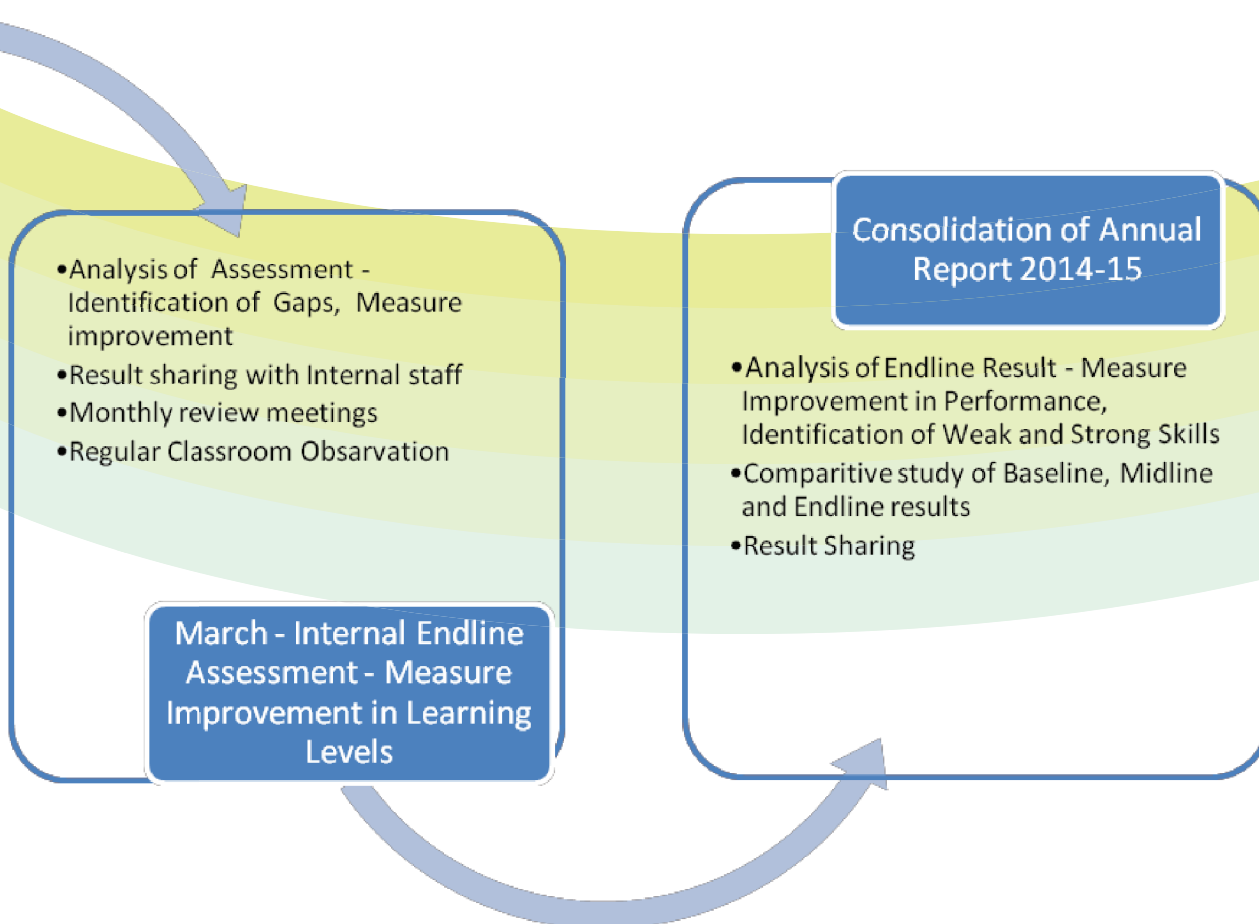 •Analysis of Assessment -
Identification of Gaps, Measure
improvement
•Result sharing with Internal staff
•Monthly review meetings
•Regular Classroom Obsarvation
March - Internal Endline
Assessment - Measure
Improvement in Learning
Levels
Consolidation of Annual
Report 2014-15
•Analysis of Endline Result - Measure
Improvement in Performance,
Identification of Weak and Strong Skills
•Comparitive study of Baseline, Midline
and Endline results
•Result Sharing